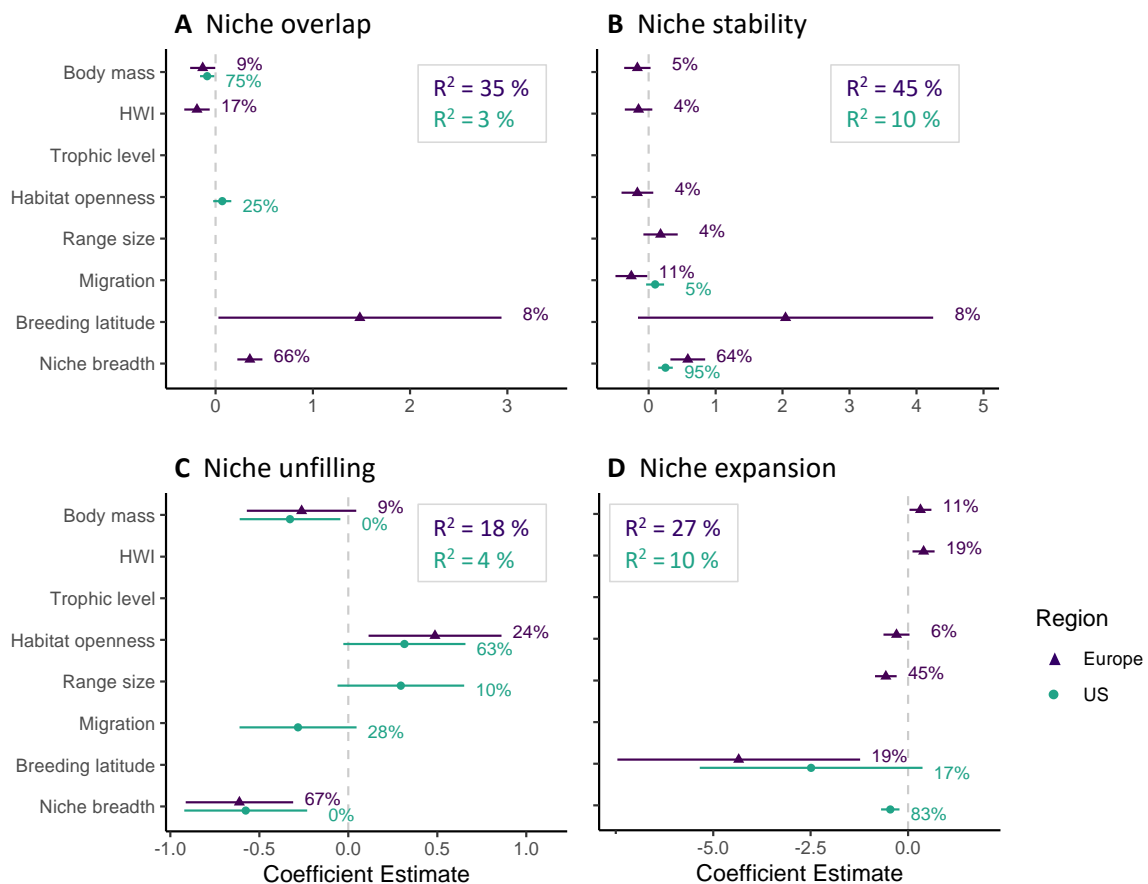 A Niche overlap
Body mass
HWI
Trophic level
Habitat openness
Range size
Migration
Breeding latitude
Niche breadth
9%
75%
17%
25%
8%
66%
R² = 35 %
R² = 3 %
0 1 2 3
B Niche stability
5%
4%
4%
4%
11%
5%
8%
64%
95%
R² = 45 %
R² = 10 %
0 1 2 3 4 5
C Niche unfilling
Body mass
HWI
Trophic level
Habitat openness
Range size
Migration
Breeding latitude
Niche breadth
9%
0%
24%
63%
10%
28%
67%
0%
R² = 18 %
R² = 4 %
-1.0 -0.5 0.0 0.5 1.0
Coefficient Estimate
D Niche expansion
R² = 27 %
R² = 10 %
11%
19%
6%
45%
19%
17%
83%
-5.0 0.0
Coefficient Estimate
Region
Europe
US